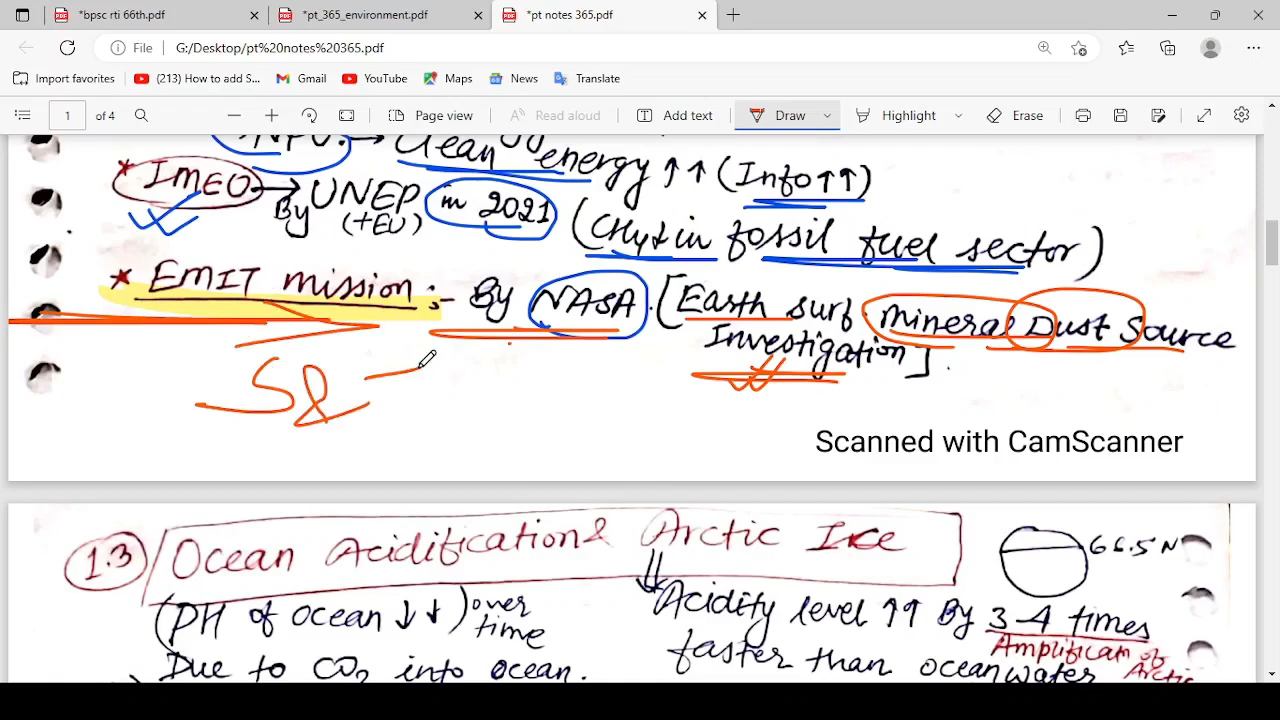 *bpsc rti 66th.pdf
*pt_365_environment.pdf
*pt notes 365.pdf
File G:/Desktop/pt%20notes%20365.pdf
Import favorites (213) How to add S... Gmail YouTube Maps News Translate
1 of 4 Page view Read aloud Add text Draw Highlight Erase
Clean energy ↑↑ (Info↑↑)
* IMEO → By UNEP (+EU) in 2021
(CH4↓ in fossil fuel sector)
* EMIT mission :- By NASA. [Earth surf. Mineral Dust Source
Investigation].
Scanned with CamScanner
1.3 Ocean Acidification & Arctic Ice
66.5 N
(PH of ocean ↓↓) over time
Acidity level ↑↑ By 3-4 times
Due to CO2 into ocean.
faster than ocean water
Amplificat of Arctic